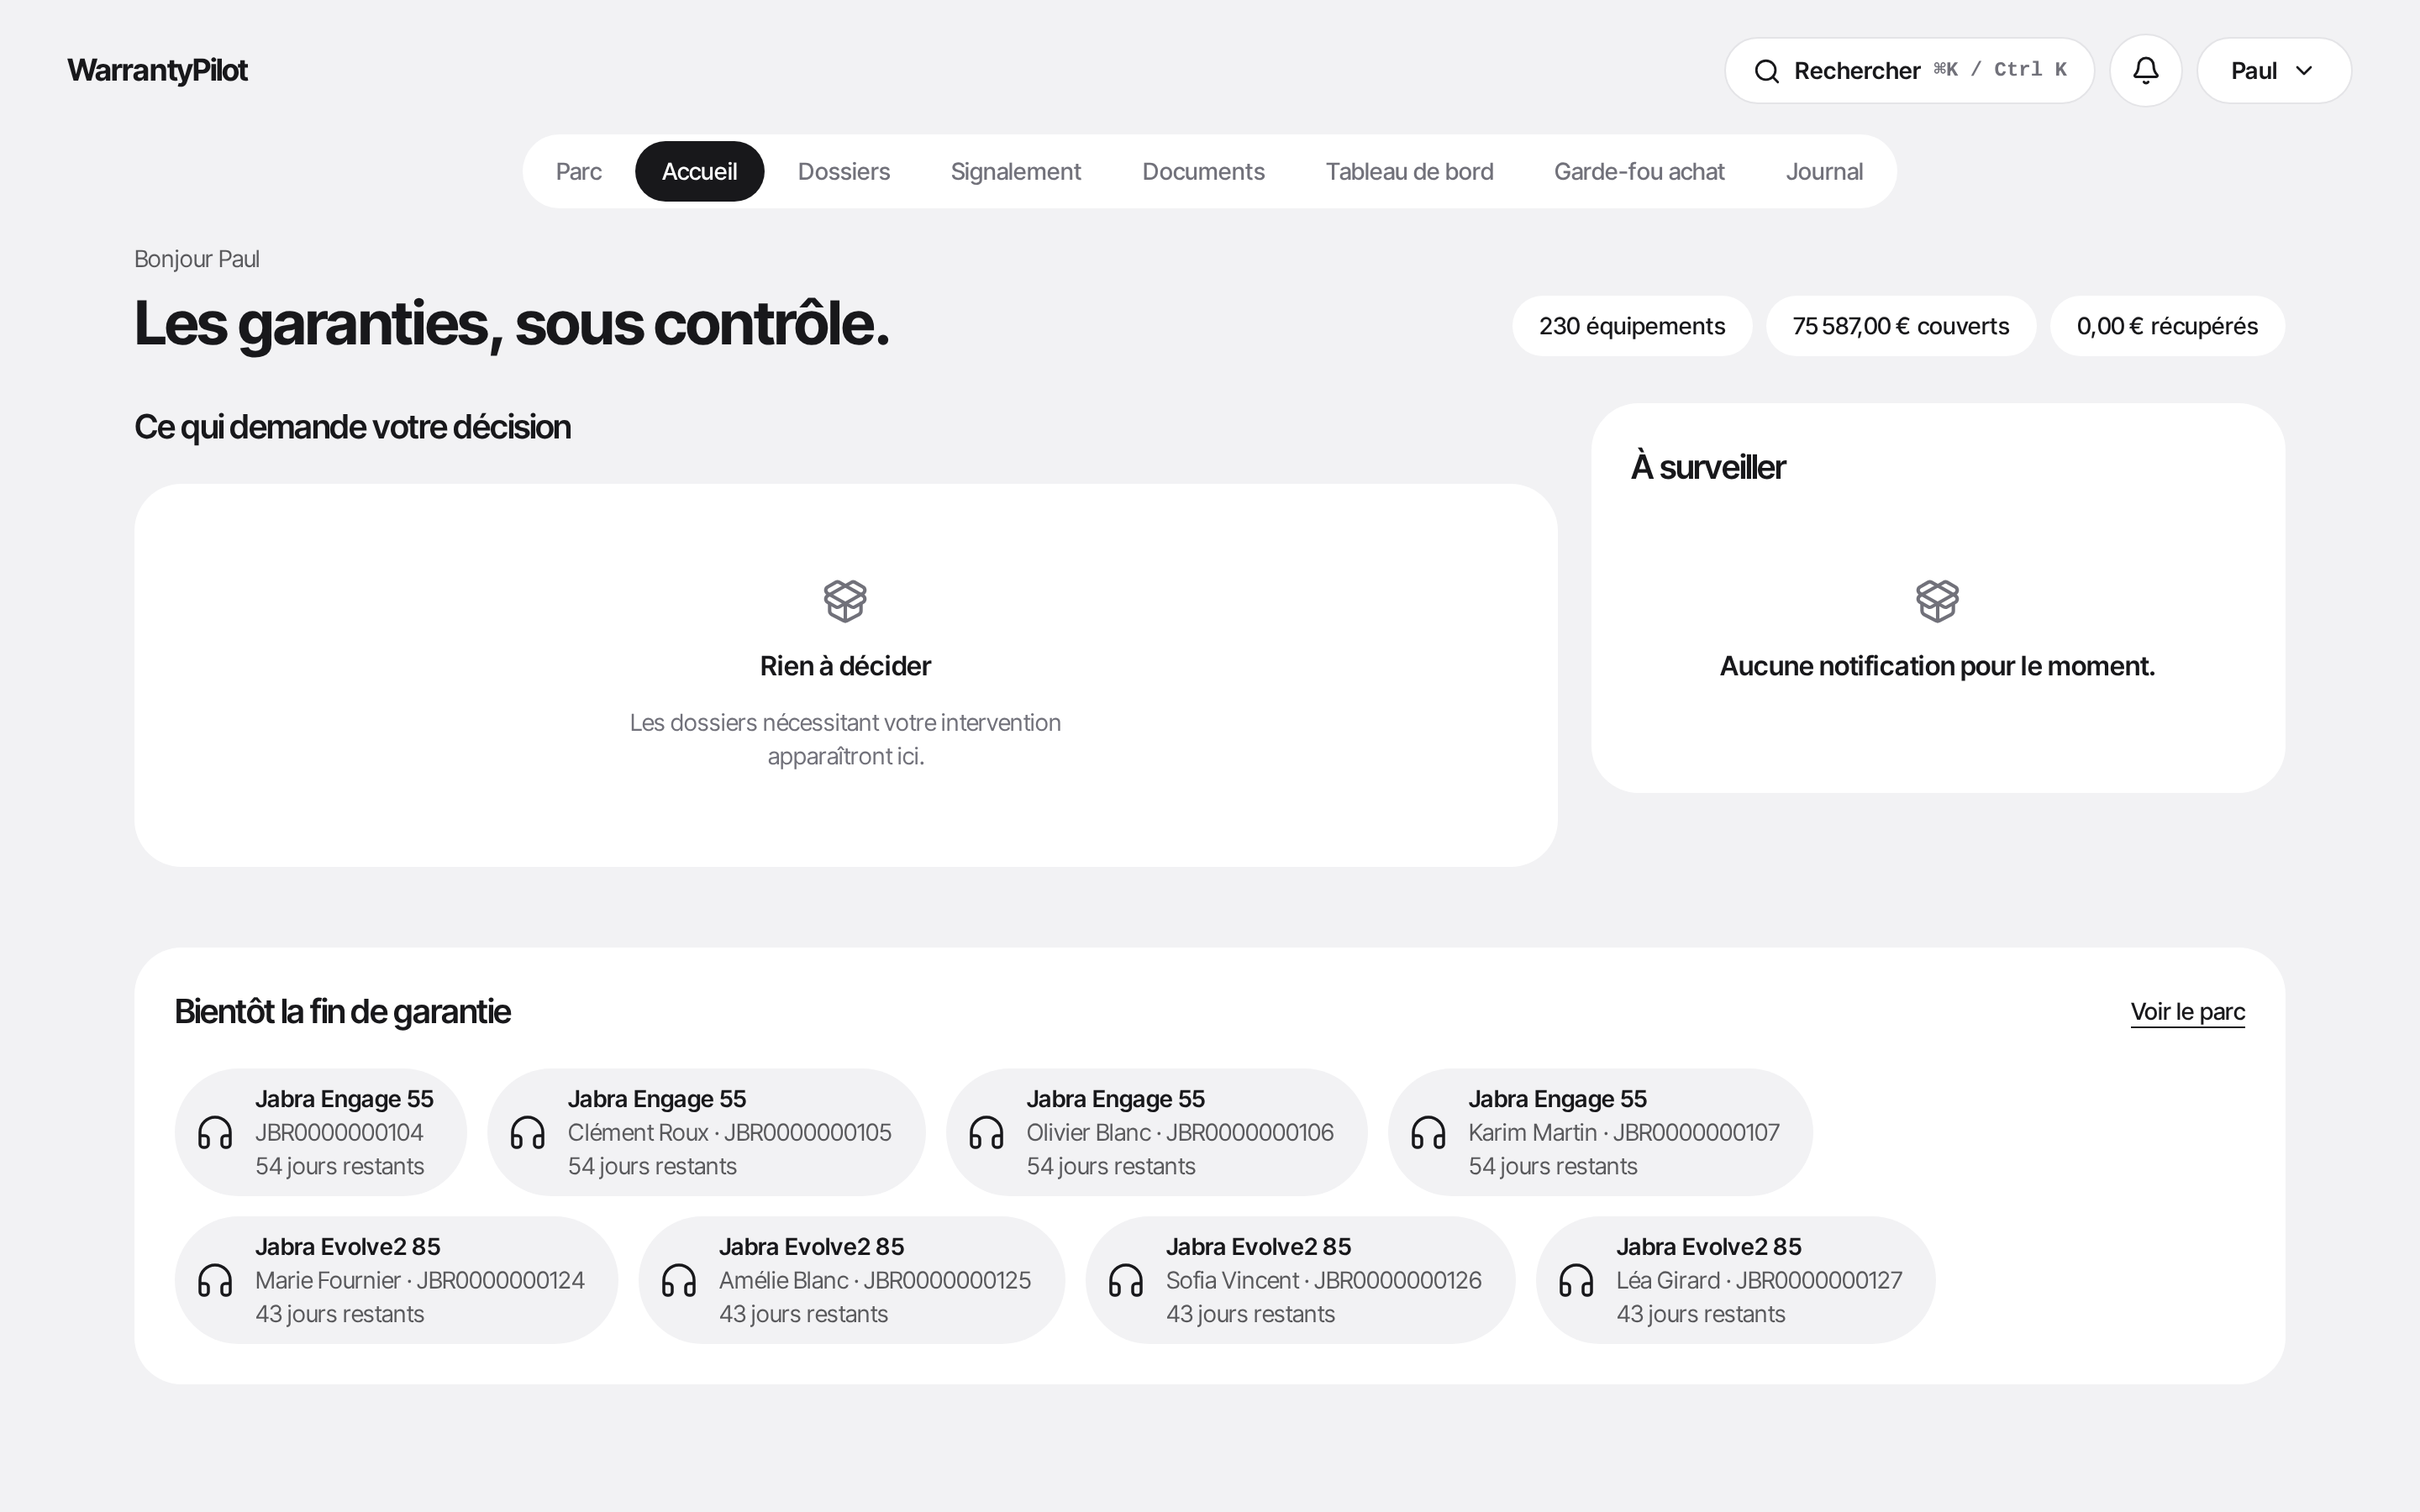 WarrantyPilot
Rechercher ⌘K / Ctrl K
Paul
Parc
Accueil
Dossiers
Signalement
Documents
Tableau de bord
Garde-fou achat
Journal
Bonjour Paul
Les garanties, sous contrôle.
230 équipements
75 587,00 € couverts
0,00 € récupérés
Ce qui demande votre décision
Rien à décider
Les dossiers nécessitant votre intervention
apparaîtront ici.
À surveiller
Aucune notification pour le moment.
Bientôt la fin de garantie
Voir le parc
Jabra Engage 55
JBR0000000104
54 jours restants
Jabra Engage 55
Clément Roux · JBR0000000105
54 jours restants
Jabra Engage 55
Olivier Blanc · JBR0000000106
54 jours restants
Jabra Engage 55
Karim Martin · JBR0000000107
54 jours restants
Jabra Evolve2 85
Marie Fournier · JBR0000000124
43 jours restants
Jabra Evolve2 85
Amélie Blanc · JBR0000000125
43 jours restants
Jabra Evolve2 85
Sofia Vincent · JBR0000000126
43 jours restants
Jabra Evolve2 85
Léa Girard · JBR0000000127
43 jours restants